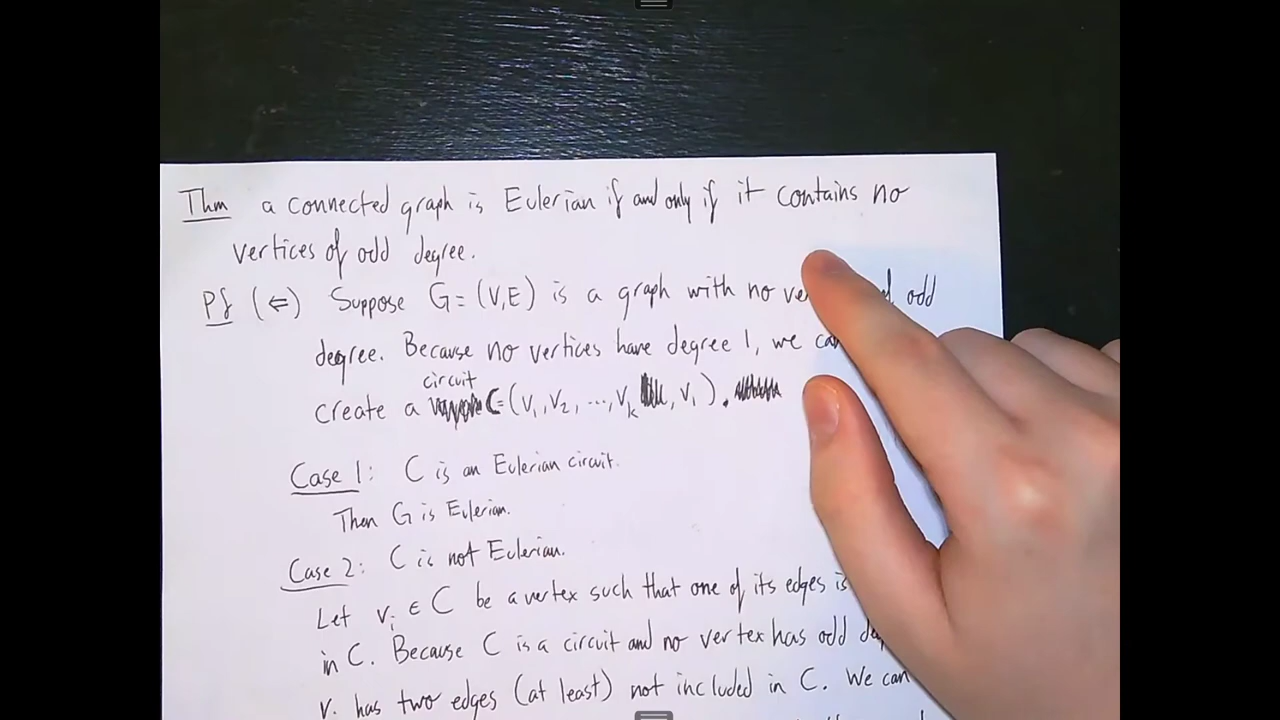 Thm a connected graph is Eulerian if and only if it contains no
vertices of odd degree.
Pf (⇐) Suppose G = (V,E) is a graph with no odd
degree. Because no vertices have degree 1, we
circuit
create a C=(v₁,v₂, ...,vₖ ,v₁).
Case 1: C is an Eulerian circuit.
Then G is Eulerian.
Case 2: C is not Eulerian.
Let vᵢ ∈ C be a vertex such that one of its edges is
in C. Because C is a circuit and no vertex has odd
vᵢ has two edges (at least) not included in C. We can